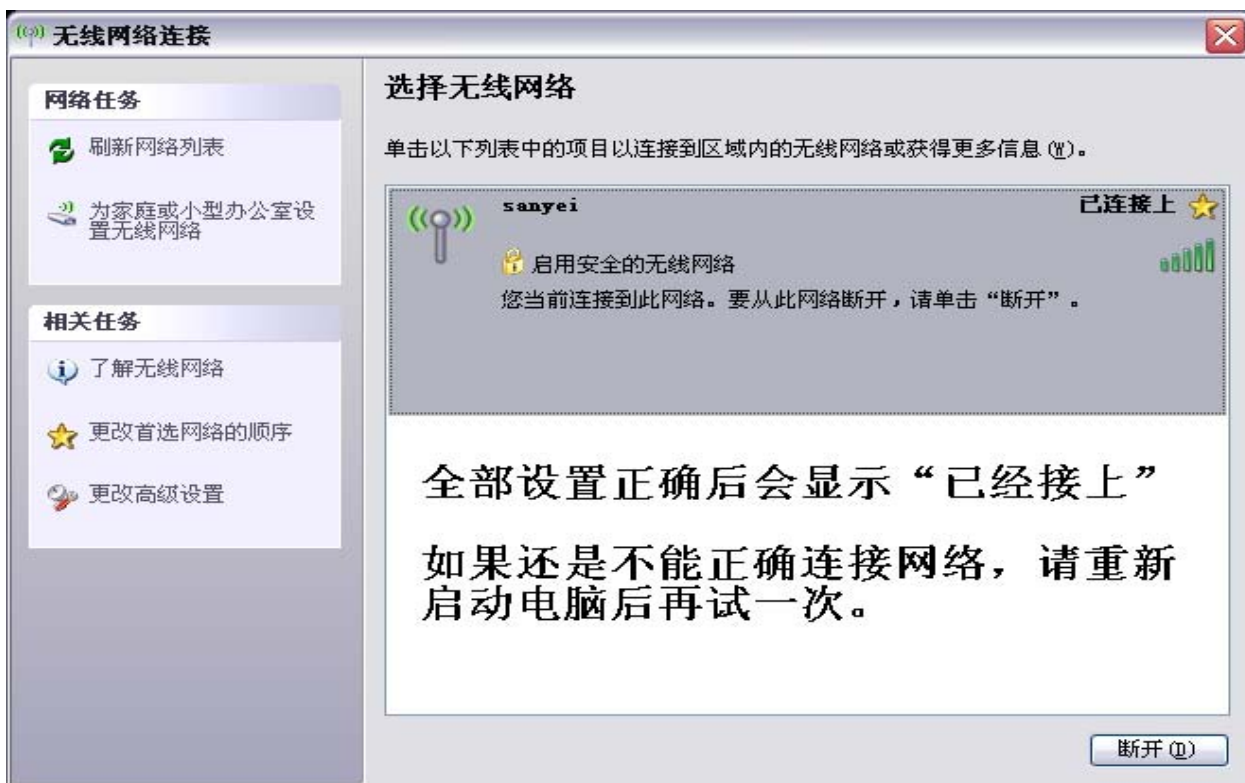 无线网络连接
网络任务
刷新网络列表
为家庭或小型办公室设
置无线网络
相关任务
了解无线网络
更改首选网络的顺序
更改高级设置
选择无线网络
单击以下列表中的项目以连接到区域内的无线网络或获得更多信息(W)。
sanyei
已连接上
启用安全的无线网络
您当前连接到此网络。要从此网络断开，请单击“断开”。
全部设置正确后会显示“已经接上”
如果还是不能正确连接网络，请重新
启动电脑后再试一次。
断开(D)